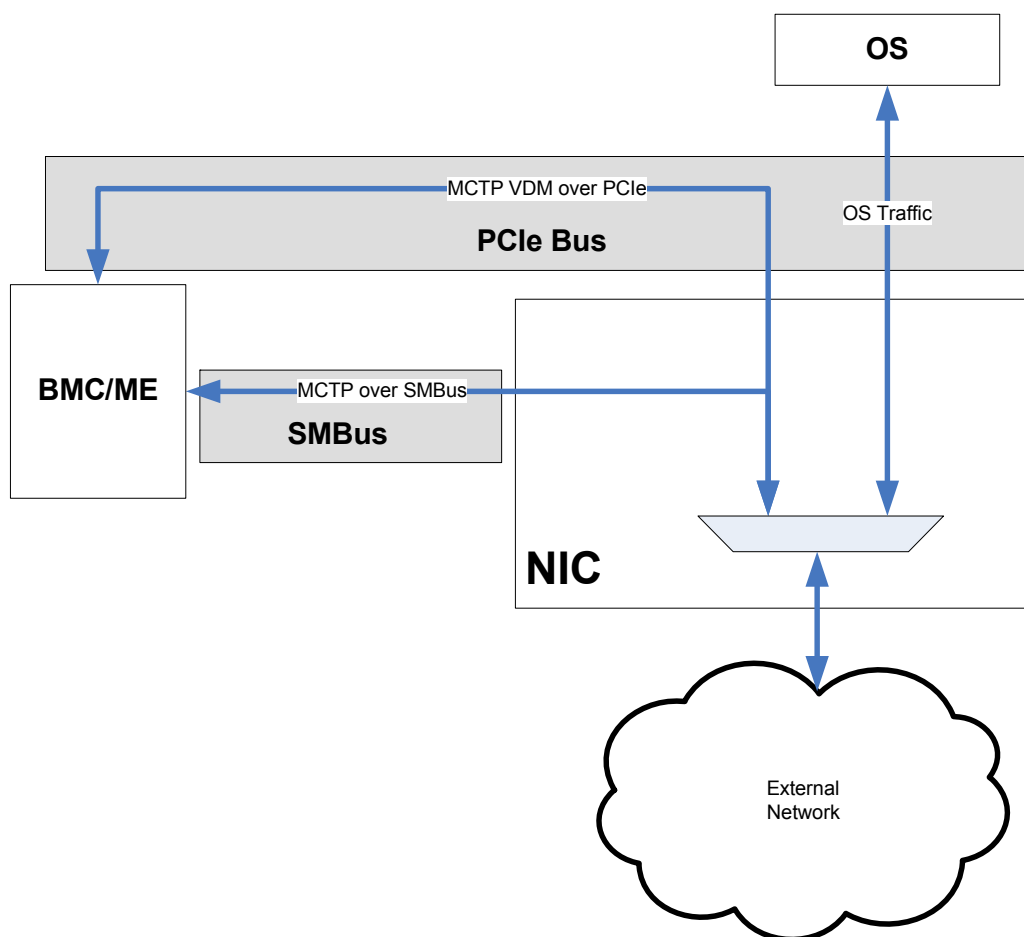 OS
MCTP VDM over PCIe
OS Traffic
PCIe Bus
BMC/ME
MCTP over SMBus
SMBus
NIC
External
Network